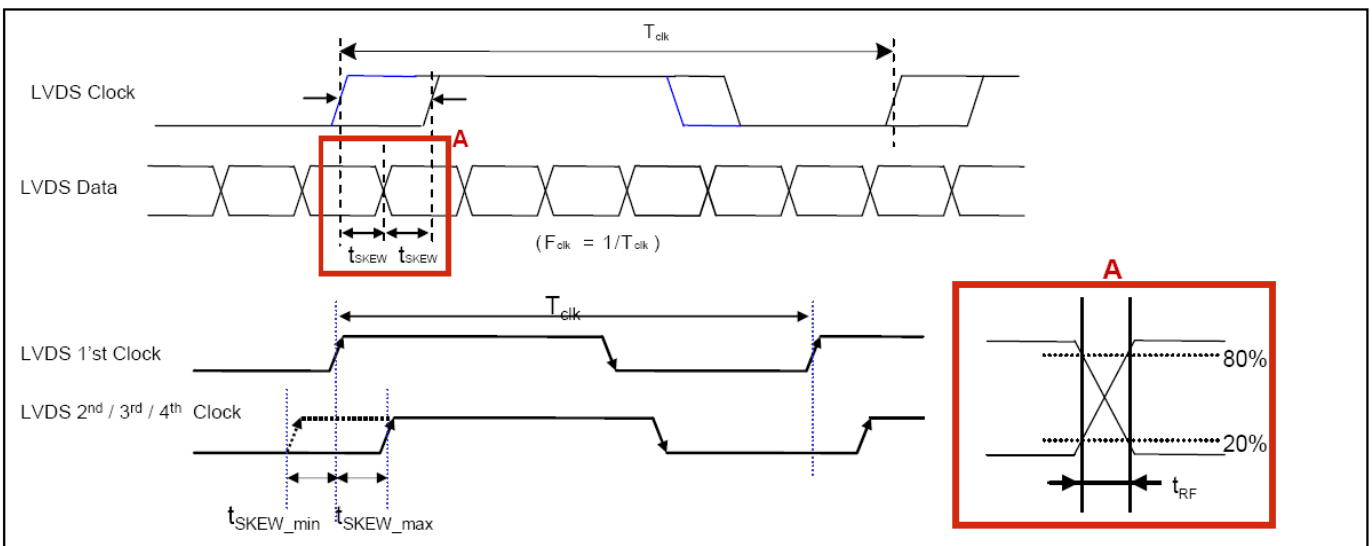 Tclk
LVDS Clock
A
LVDS Data
tSKEW tSKEW
(Fclk = 1/Tclk)
A
Tclk
LVDS 1'st Clock
80%
LVDS 2nd / 3rd / 4th Clock
20%
tRF
tSKEW_min tSKEW_max